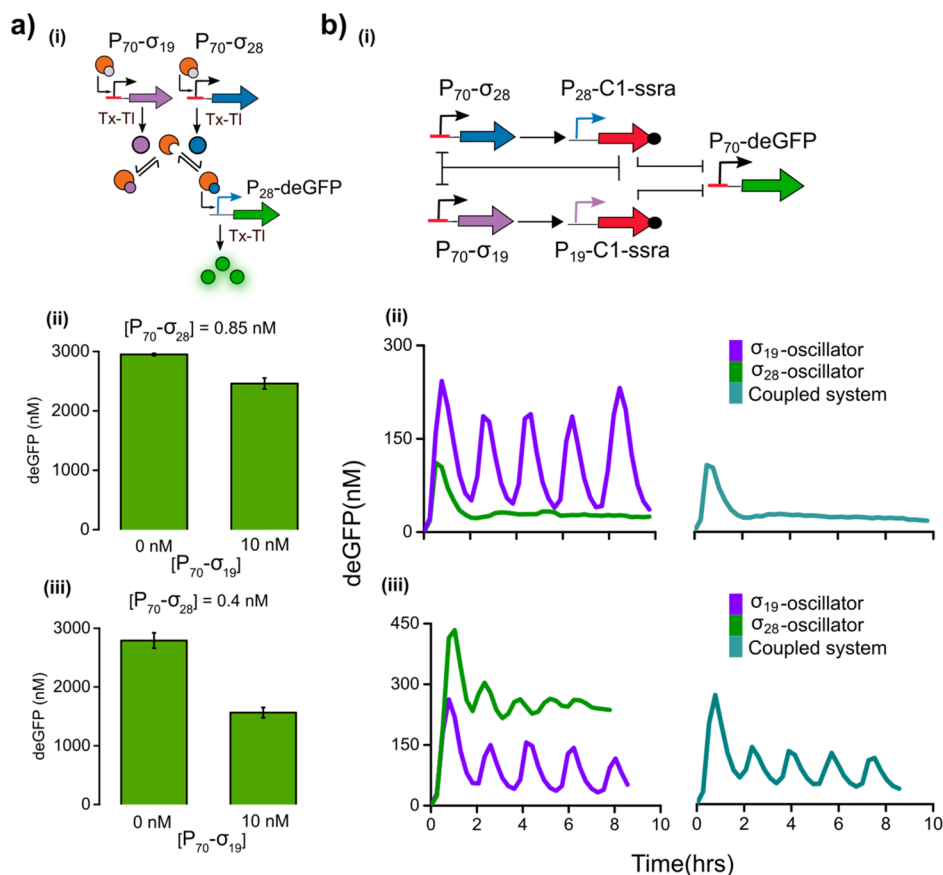 a)
(i)
P70-σ19
P70-σ28
Tx-Tl
Tx-Tl
P28-deGFP
Tx-Tl
(ii)
[P70-σ28] = 0.85 nM
3000
2000
1000
0
deGFP (nM)
0 nM
10 nM
[P70-σ19]
(iii)
[P70-σ28] = 0.4 nM
3000
2000
1000
0
deGFP (nM)
0 nM
10 nM
[P70-σ19]
b)
(i)
P70-σ28
P28-C1-ssra
P70-deGFP
P70-σ19
P19-C1-ssra
(ii)
300
150
0
σ19-oscillator
σ28-oscillator
Coupled system
deGFP(nM)
(iii)
450
300
150
0
σ19-oscillator
σ28-oscillator
Coupled system
0 2 4 6 8 10
0 2 4 6 8 10
Time(hrs)